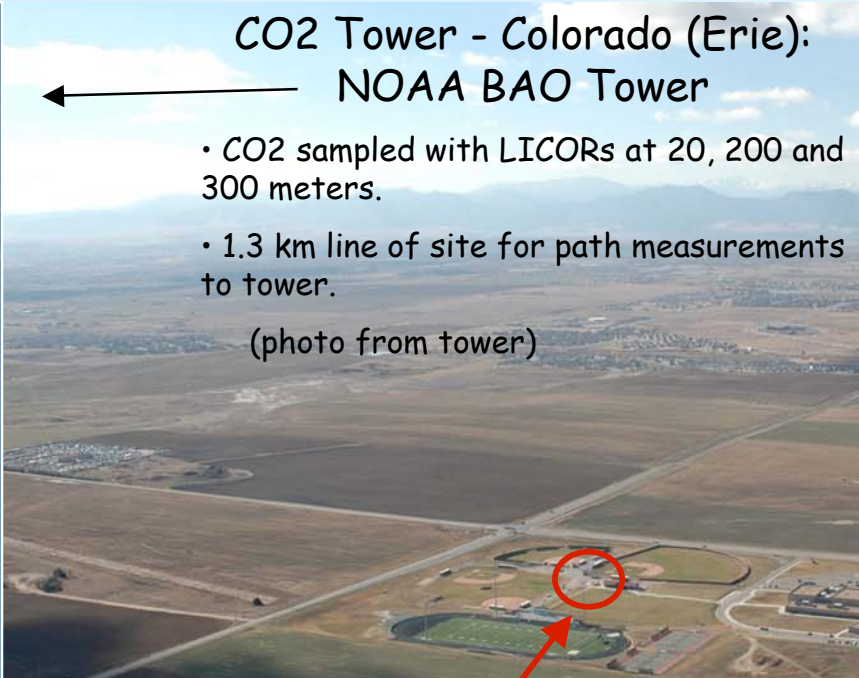 CO2 Tower - Colorado (Erie):
NOAA BAO Tower
• CO2 sampled with LICORs at 20, 200 and
300 meters.
• 1.3 km line of site for path measurements
to tower.
(photo from tower)